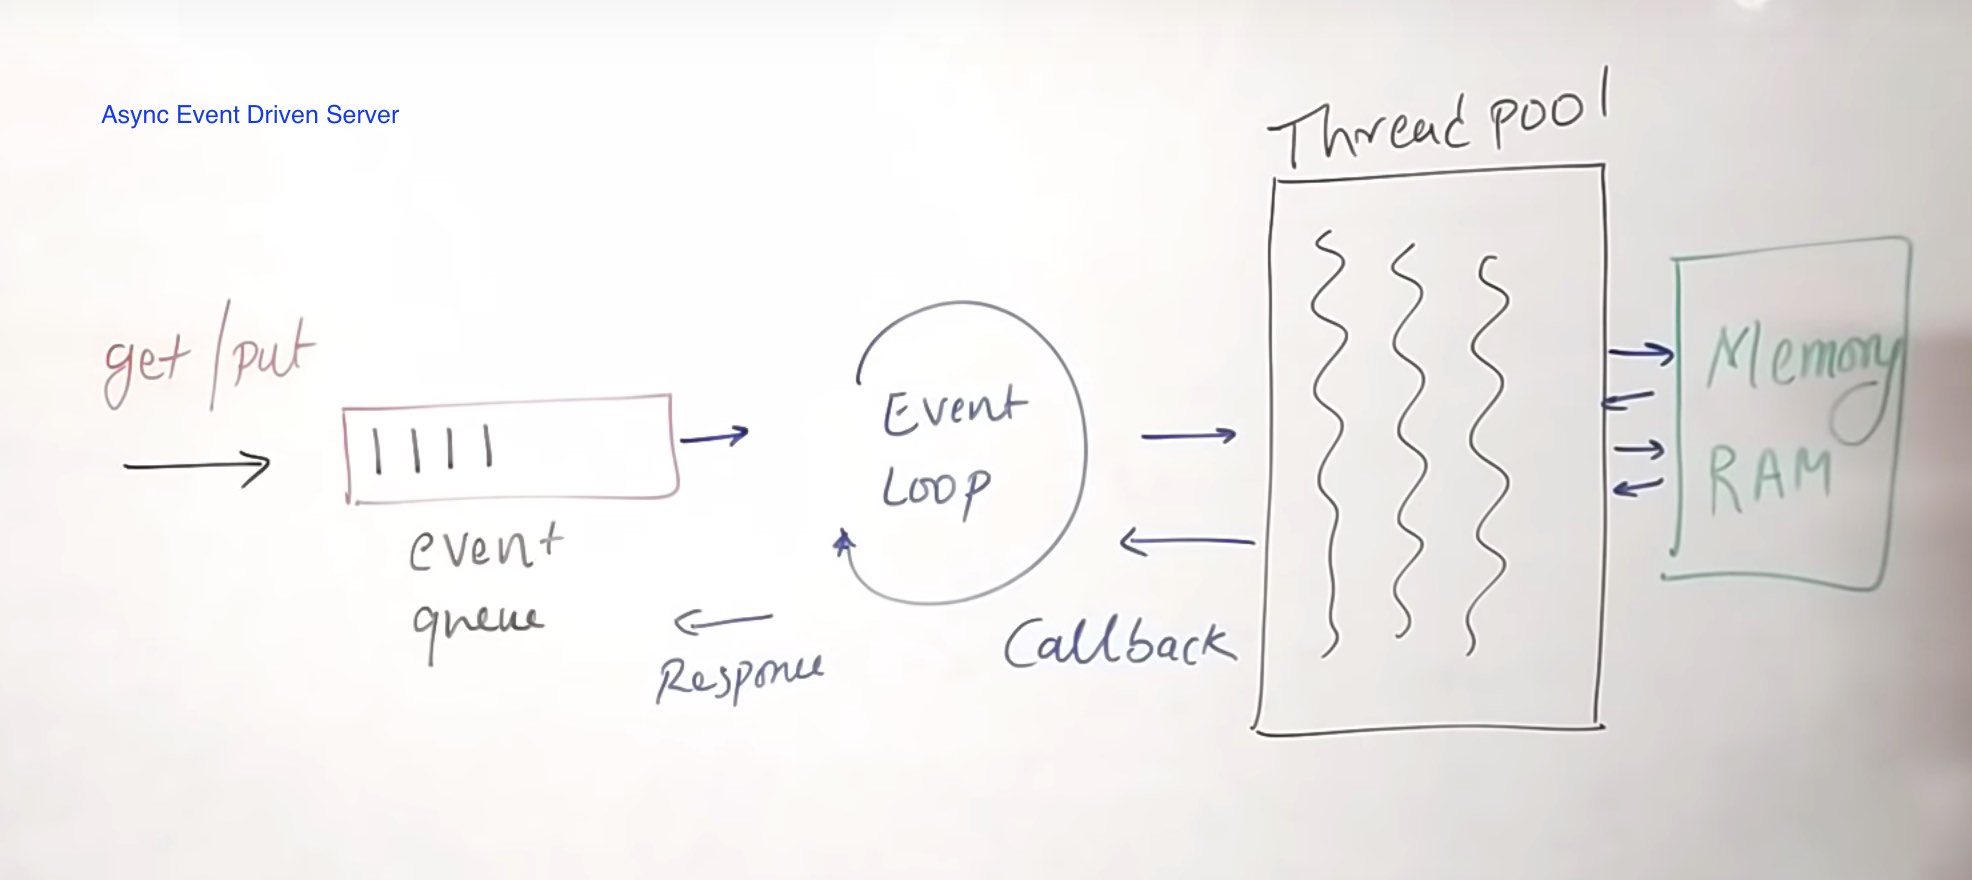 Async Event Driven Server
Thread pool
get/put
Event
Loop
Memory
RAM
event
queue
Response
Callback